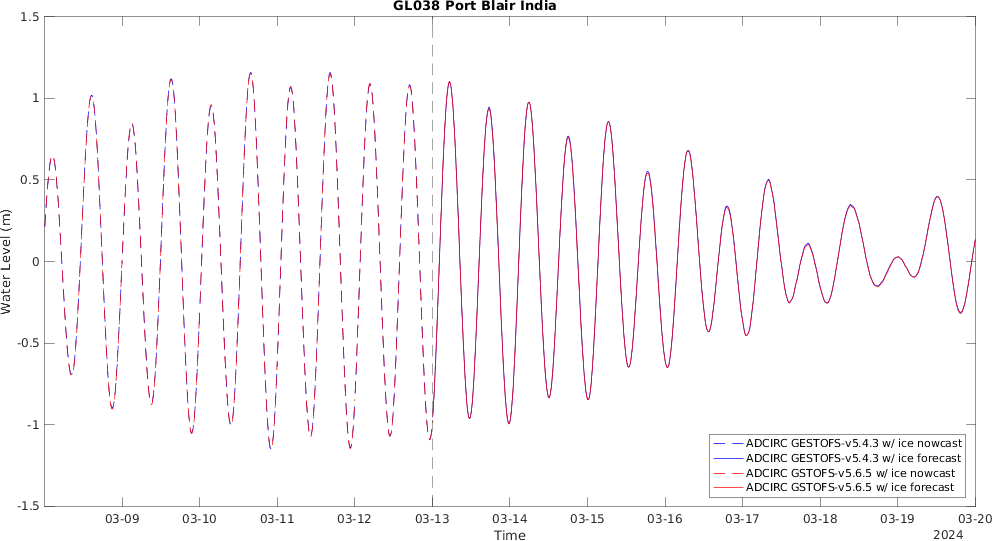 GL038 Port Blair India
1.5
1
0.5
0
-0.5
-1
-1.5
Water Level (m)
ADCIRC GESTOFS-v5.4.3 w/ ice nowcast
ADCIRC GESTOFS-v5.4.3 w/ ice forecast
ADCIRC GSTOFS-v5.6.5 w/ ice nowcast
ADCIRC GSTOFS-v5.6.5 w/ ice forecast
03-09 03-10 03-11 03-12 03-13 03-14 03-15 03-16 03-17 03-18 03-19 03-20
Time
2024